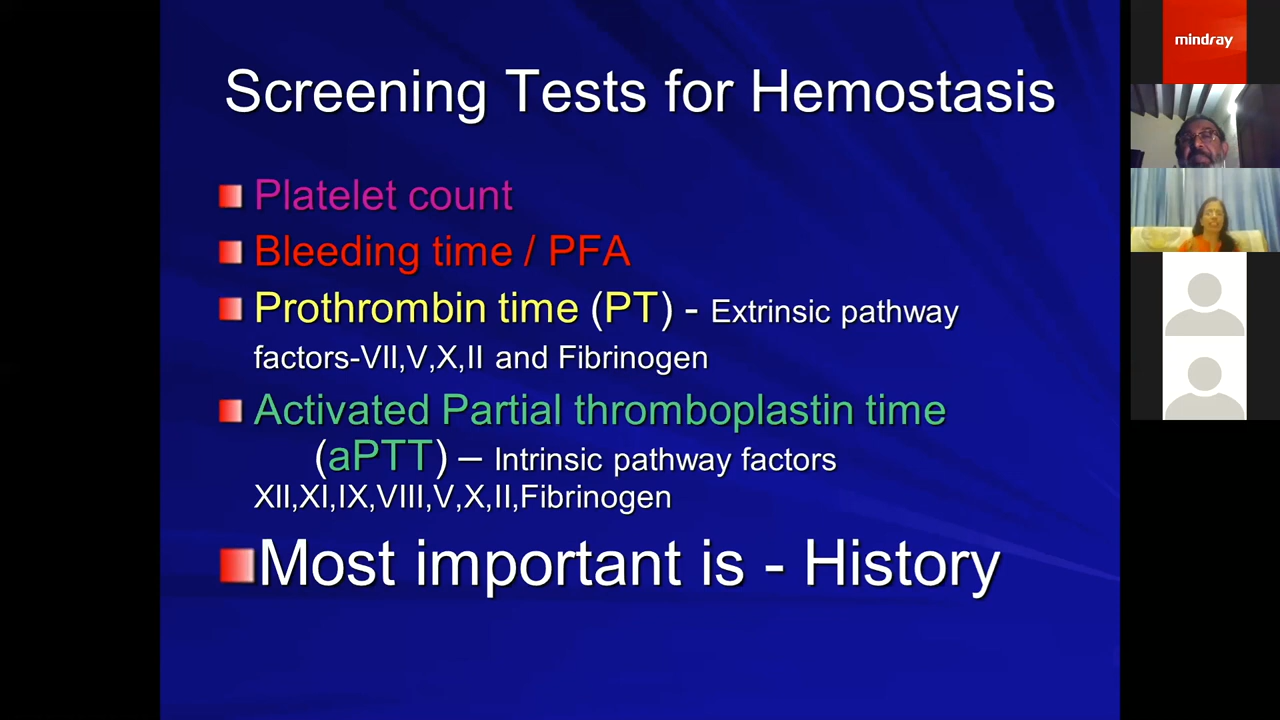 Screening Tests for Hemostasis
Platelet count
Bleeding time / PFA
Prothrombin time (PT) - Extrinsic pathway
factors-VII,V,X,II and Fibrinogen
Activated Partial thromboplastin time
(aPTT) – Intrinsic pathway factors
XII,XI,IX,VIII,V,X,II,Fibrinogen
Most important is - History
mindray